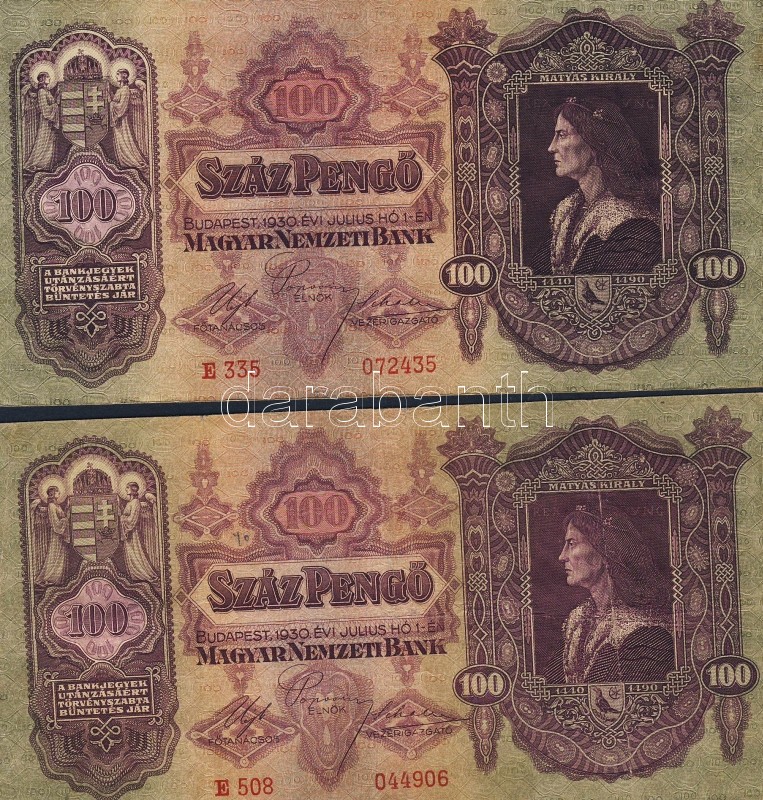 MATYÁS KIRÁLY
100
SZÁZ PENGŐ
100
BUDAPEST, 1930. ÉVI JULIUS HÓ 1-ÉN
MAGYAR NEMZETI BANK
A BANKJEGYEK
UTÁNZÁSÁÉRT
TÖRVÉNYSZABTA
BÜNTETÉS JÁR
100 100
1440 1490
FŐTANÁCSOS ELNÖK VEZÉRIGAZGATÓ
E 335 072435
darabanth
MATYÁS KIRÁLY
100
SZÁZ PENGŐ
100
BUDAPEST, 1930. ÉVI JULIUS HÓ 1-ÉN
MAGYAR NEMZETI BANK
A BANKJEGYEK
UTÁNZÁSÁÉRT
TÖRVÉNYSZABTA
BÜNTETÉS JÁR
100 100
1440 1490
FŐTANÁCSOS ELNÖK VEZÉRIGAZGATÓ
E 508 044906